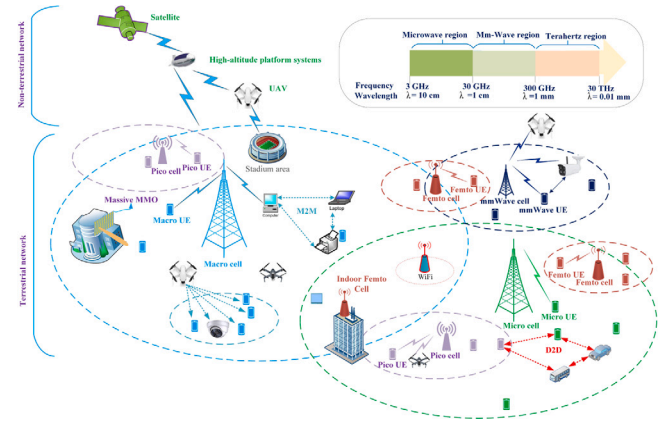 Non-terrestrial network
Satellite
High-altitude platform systems
UAV
Microwave region
Mm-Wave region
Terahertz region
Frequency 3 GHz 30 GHz 300 GHz 30 THz
Wavelength λ = 10 cm λ =1 cm λ =1 mm λ= 0.01 mm
Terrestrial network
Pico cell
Pico UE
Stadium area
Massive MMO
Macro UE
Macro cell
Computer
M2M
Laptop
Femto UE
Femto cell
mmWave cell
mmWave UE
WiFi
Indoor Femto
Cell
Femto UE
Femto cell
Micro UE
Micro cell
Pico UE
Pico cell
D2D